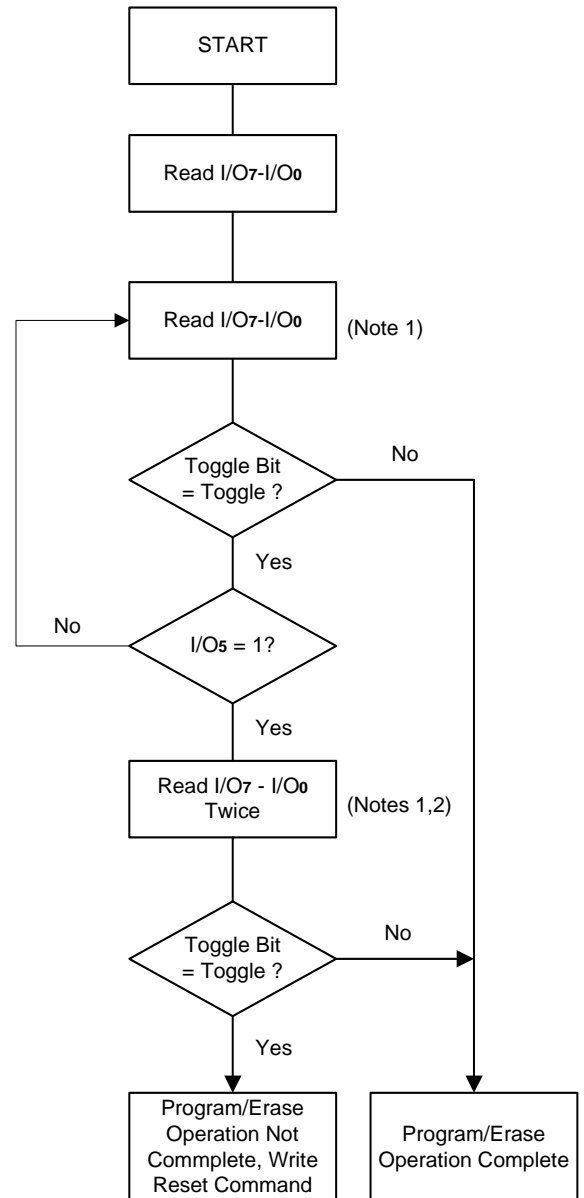 START
Read I/O7-I/O0
Read I/O7-I/O0
(Note 1)
Toggle Bit
= Toggle ?
No
Yes
No
I/O5 = 1?
Yes
Read I/O7 - I/O0
Twice
(Notes 1,2)
Toggle Bit
= Toggle ?
No
Yes
Program/Erase
Operation Not
Commplete, Write
Reset Command
Program/Erase
Operation Complete